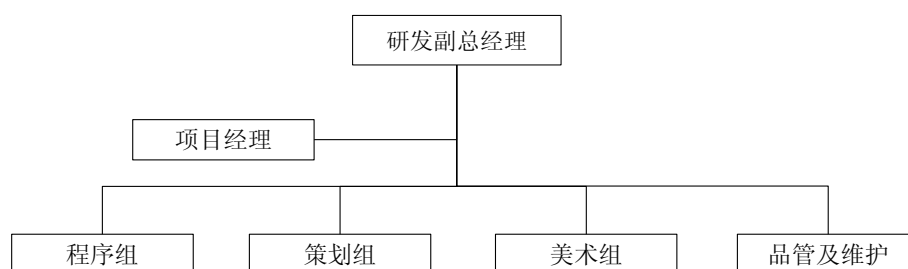 研发副总经理
项目经理
程序组
策划组
美术组
品管及维护